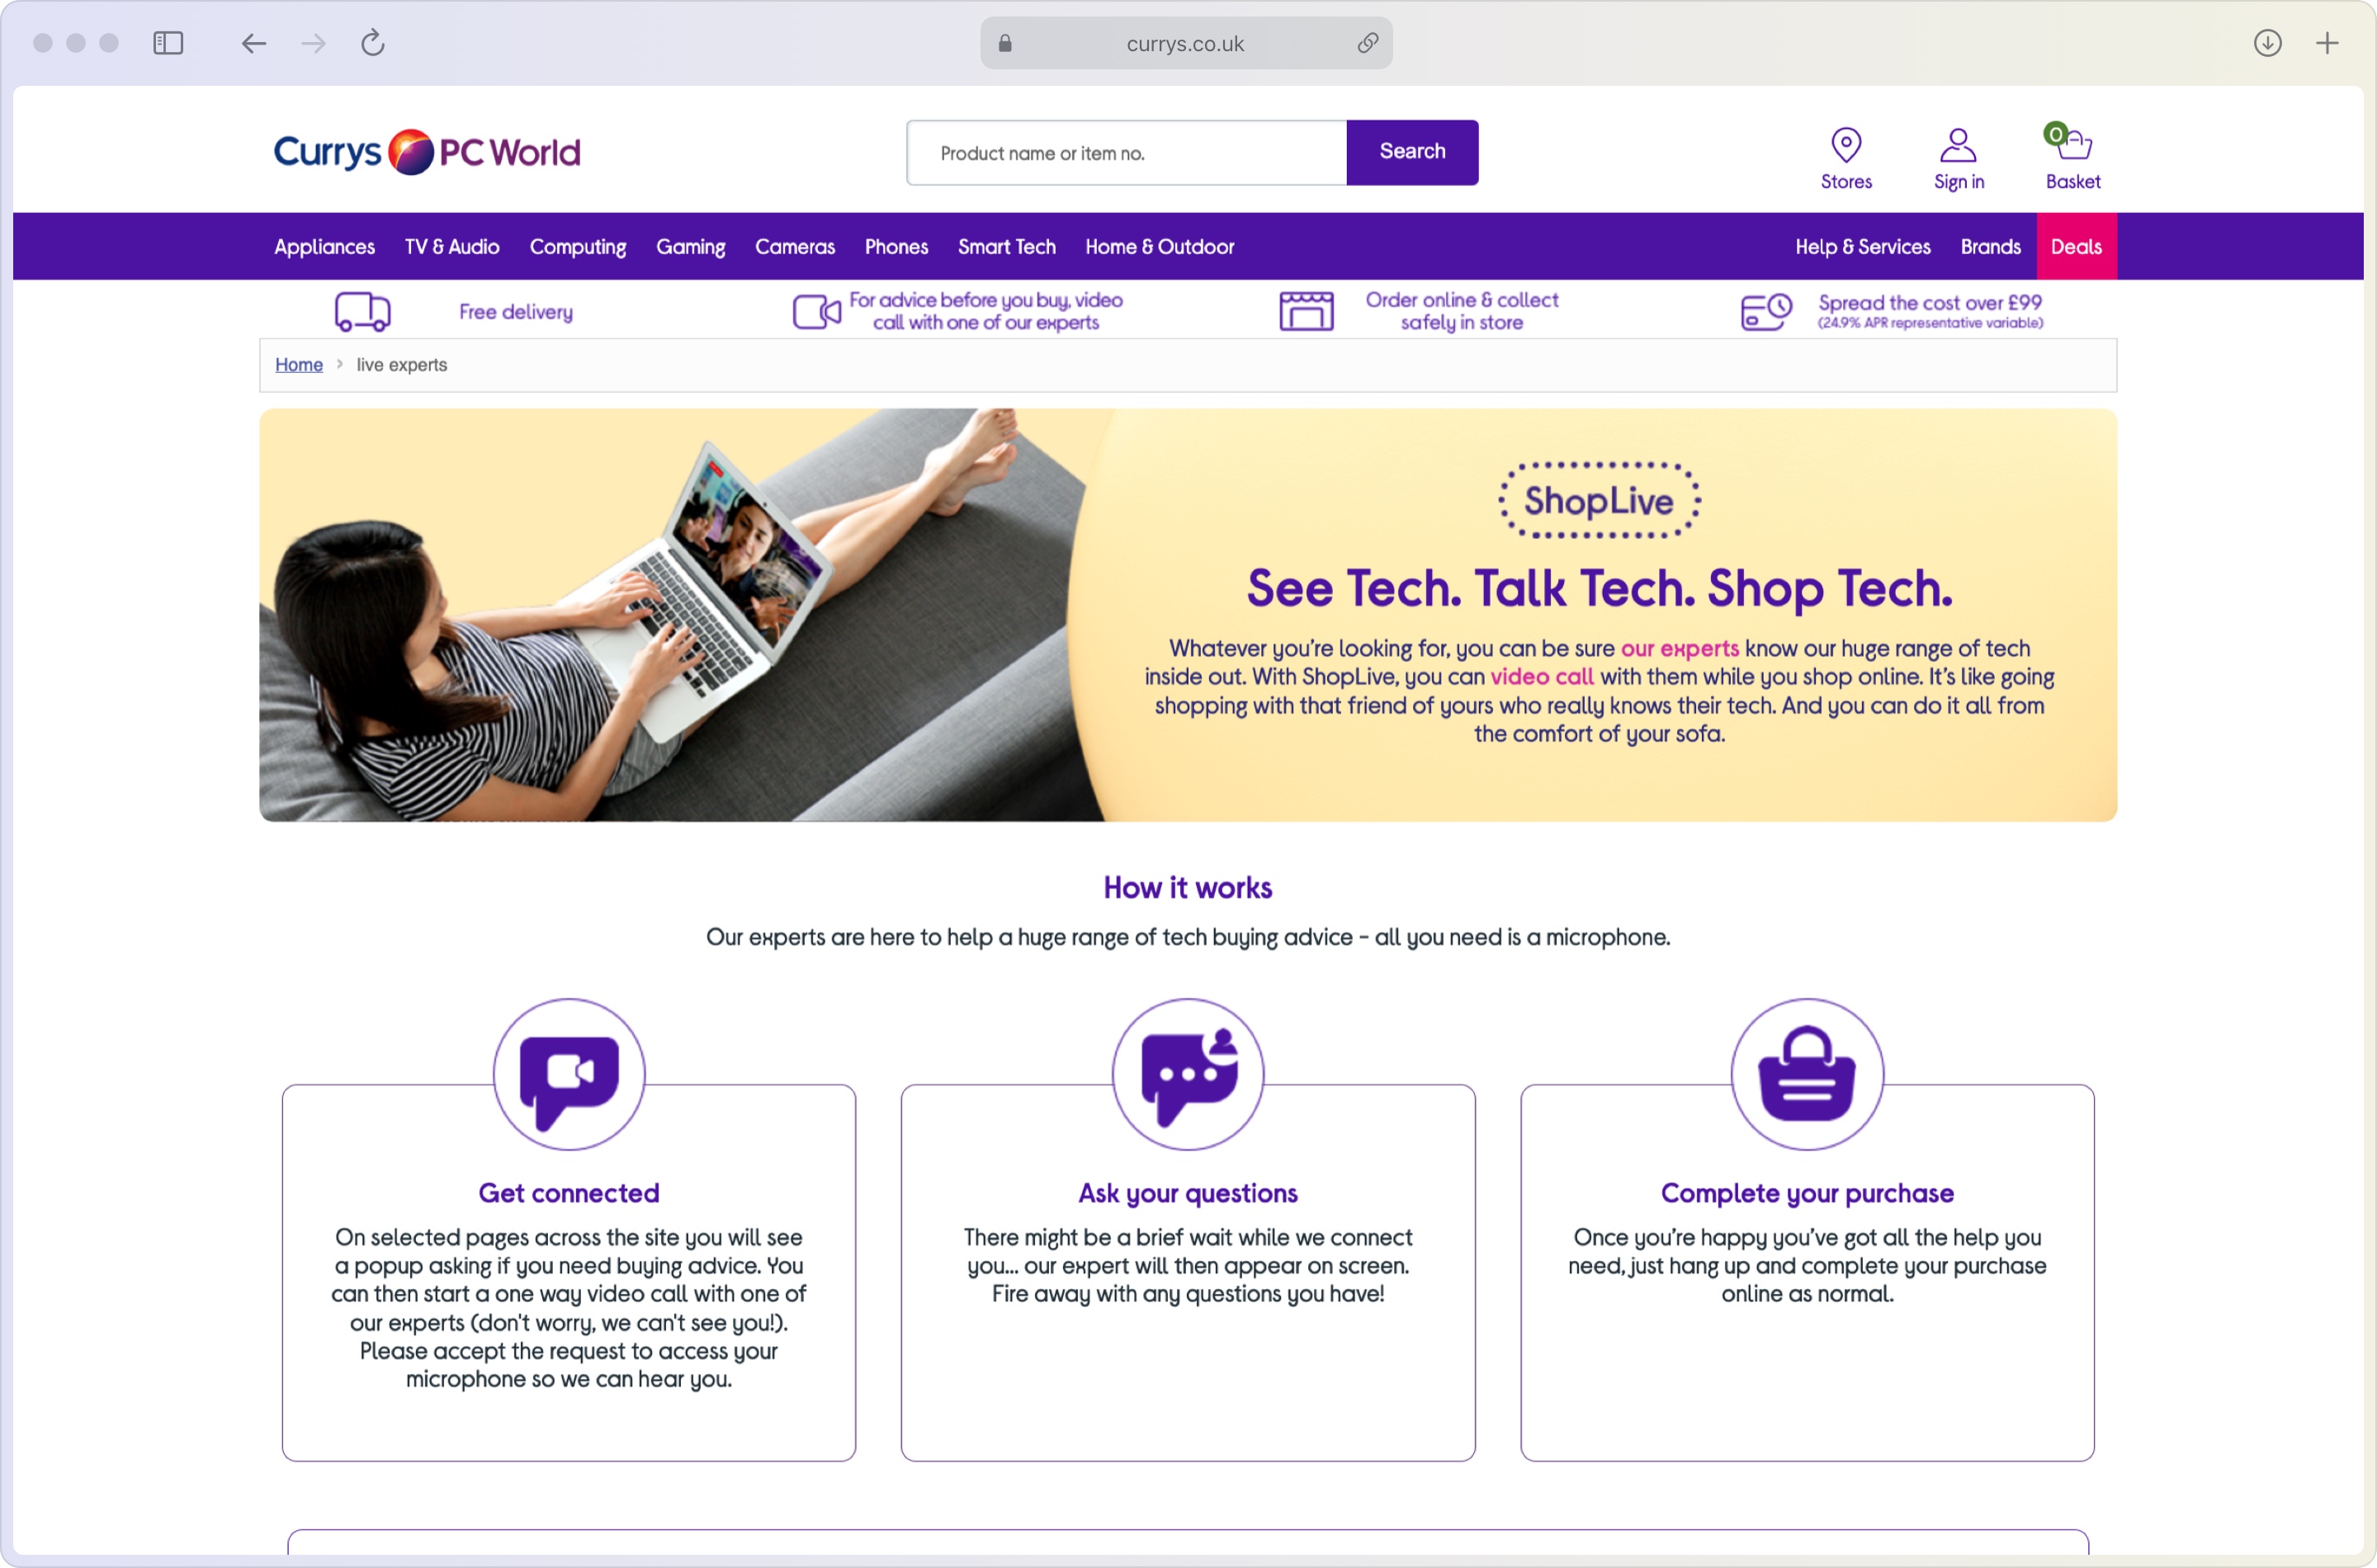 currys.co.uk
Currys PC World
Product name or item no.
Search
Stores
Sign in
0
Basket
Appliances
TV & Audio
Computing
Gaming
Cameras
Phones
Smart Tech
Home & Outdoor
Help & Services
Brands
Deals
Free delivery
For advice before you buy, video
call with one of our experts
Order online & collect
safely in store
Spread the cost over £99
(24.9% APR representative variable)
Home > live experts
ShopLive
See Tech. Talk Tech. Shop Tech.
Whatever you're looking for, you can be sure our experts know our huge range of tech
inside out. With ShopLive, you can video call with them while you shop online. It's like going
shopping with that friend of yours who really knows their tech. And you can do it all from
the comfort of your sofa.
How it works
Our experts are here to help a huge range of tech buying advice - all you need is a microphone.
Get connected
On selected pages across the site you will see
a popup asking if you need buying advice. You
can then start a one way video call with one of
our experts (don't worry, we can't see you!).
Please accept the request to access your
microphone so we can hear you.
Ask your questions
There might be a brief wait while we connect
you... our expert will then appear on screen.
Fire away with any questions you have!
Complete your purchase
Once you're happy you've got all the help you
need, just hang up and complete your purchase
online as normal.